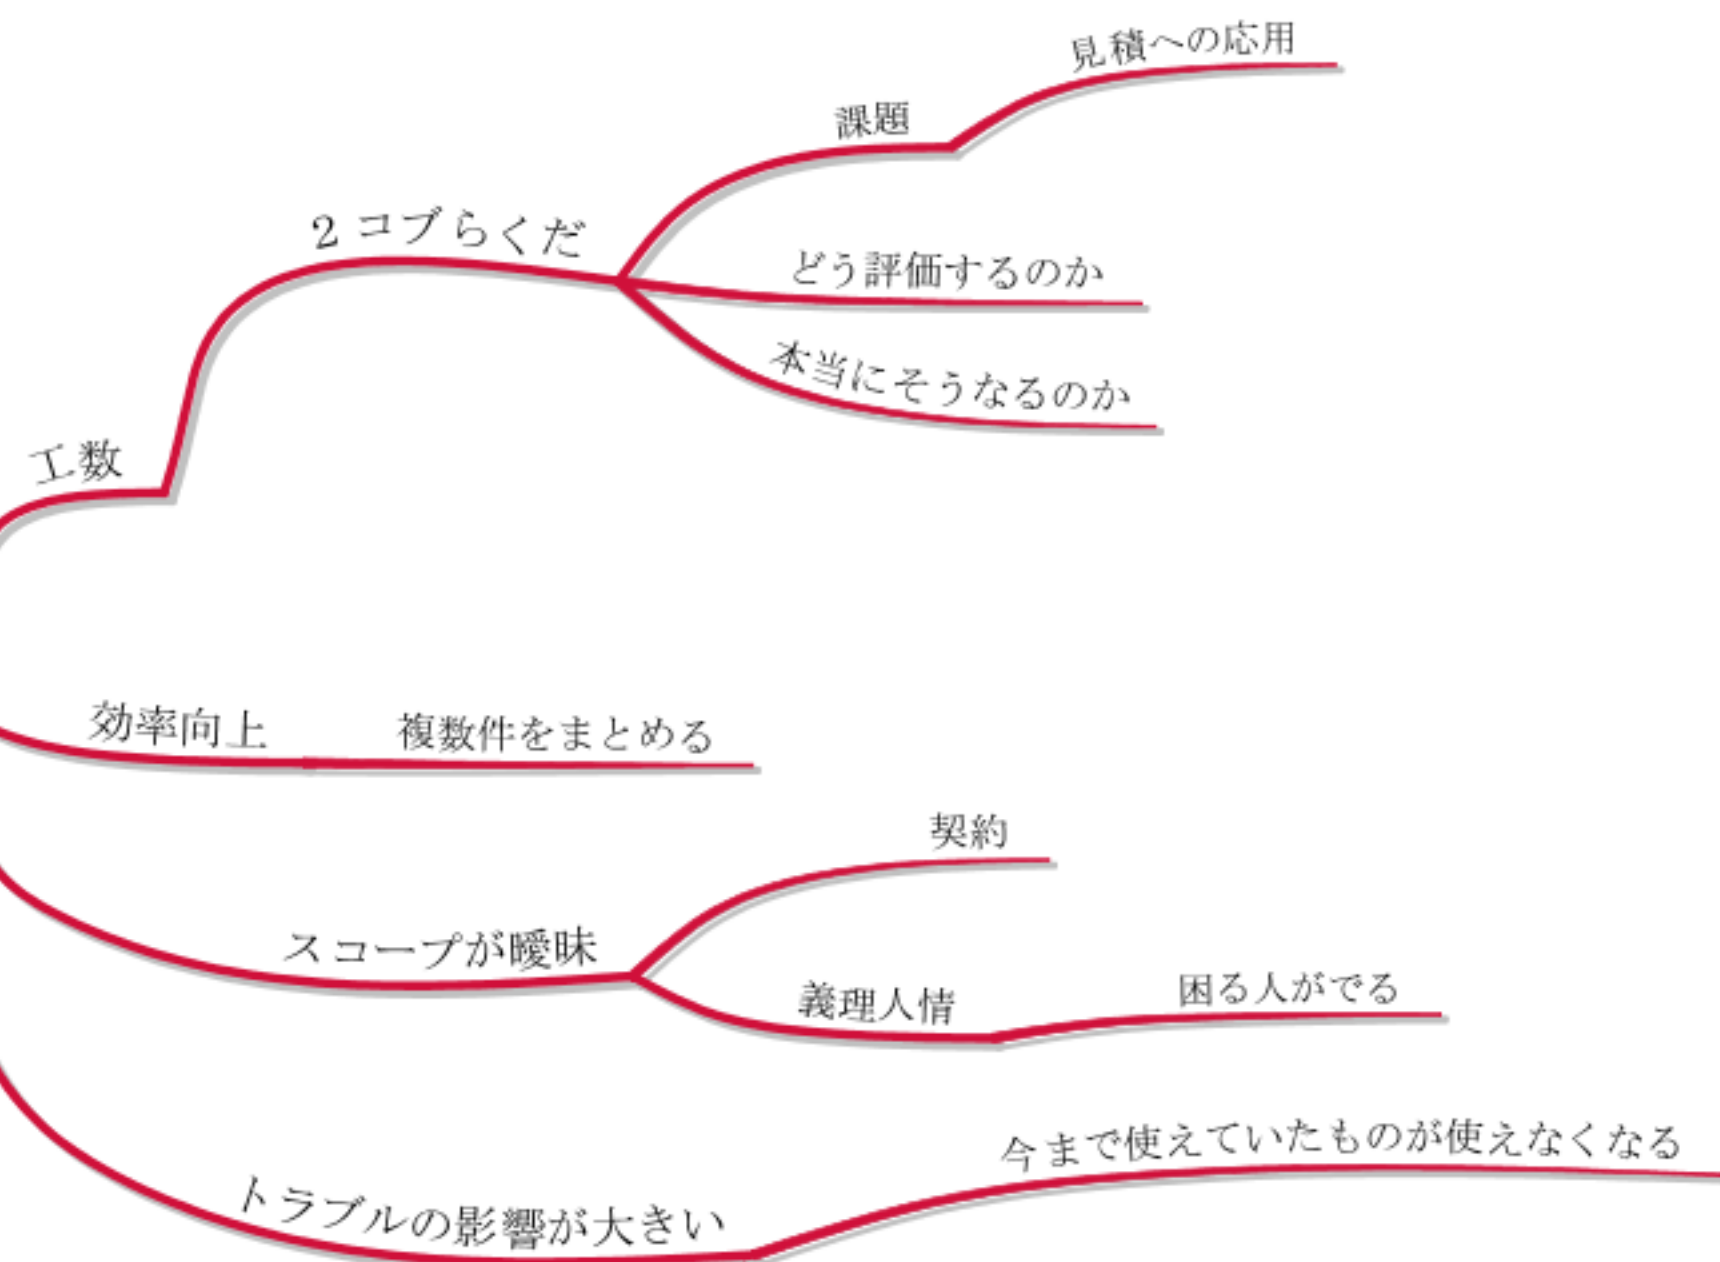 見積への応用
課題
2コブらくだ
どう評価するのか
本当にそうなるのか
工数
効率向上
複数件をまとめる
契約
スコープが曖昧
義理人情
困る人がでる
今まで使えていたものが使えなくなる
トラブルの影響が大きい